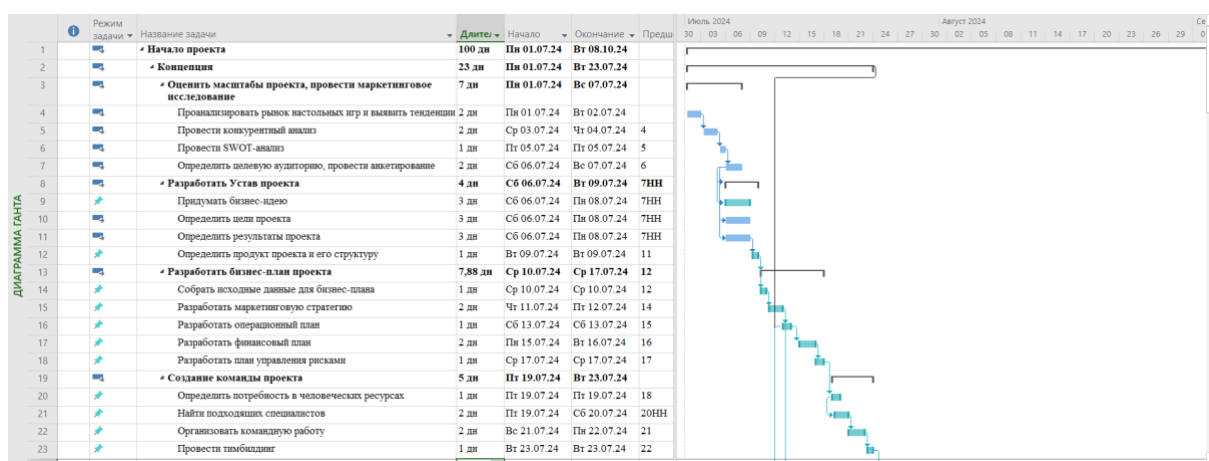 Режим задачи Название задачи Длител Начало Окончание Предш Июль 2024 Август 2024 Се
30 03 06 09 12 15 18 21 24 27 30 02 05 08 11 14 17 20 23 26 29 0
ДИАГРАММА ГАНТА
1 Начало проекта 100 дн Пн 01.07.24 Вт 08.10.24
2 Концепция 23 дн Пн 01.07.24 Вт 23.07.24
3 Оценить масштабы проекта, провести маркетинговое 7 дн Пн 01.07.24 Вс 07.07.24
исследование
4 Проанализировать рынок настольных игр и выявить тенденции 2 дн Пн 01.07.24 Вт 02.07.24
5 Провести конкурентный анализ 2 дн Ср 03.07.24 Чт 04.07.24 4
6 Провести SWOT-анализ 1 дн Пт 05.07.24 Пт 05.07.24 5
7 Определить целевую аудиторию, провести анкетирование 2 дн Сб 06.07.24 Вс 07.07.24 6
8 Разработать Устав проекта 4 дн Сб 06.07.24 Вт 09.07.24 7НН
9 Придумать бизнес-идею 3 дн Сб 06.07.24 Пн 08.07.24 7НН
10 Определить цели проекта 3 дн Сб 06.07.24 Пн 08.07.24 7НН
11 Определить результаты проекта 3 дн Сб 06.07.24 Пн 08.07.24 7НН
12 Определить продукт проекта и его структуру 1 дн Вт 09.07.24 Вт 09.07.24 11
13 Разработать бизнес-план проекта 7,88 дн Ср 10.07.24 Ср 17.07.24 12
14 Собрать исходные данные для бизнес-плана 1 дн Ср 10.07.24 Ср 10.07.24 12
15 Разработать маркетинговую стратегию 2 дн Чт 11.07.24 Пт 12.07.24 14
16 Разработать операционный план 1 дн Сб 13.07.24 Сб 13.07.24 15
17 Разработать финансовый план 2 дн Пн 15.07.24 Вт 16.07.24 16
18 Разработать план управления рисками 1 дн Ср 17.07.24 Ср 17.07.24 17
19 Создание команды проекта 5 дн Пт 19.07.24 Вт 23.07.24
20 Определить потребность в человеческих ресурсах 1 дн Пт 19.07.24 Пт 19.07.24 18
21 Найти подходящих специалистов 2 дн Пт 19.07.24 Сб 20.07.24 20НН
22 Организовать командную работу 2 дн Вс 21.07.24 Пн 22.07.24 21
23 Провести тимбилдинг 1 дн Вт 23.07.24 Вт 23.07.24 22